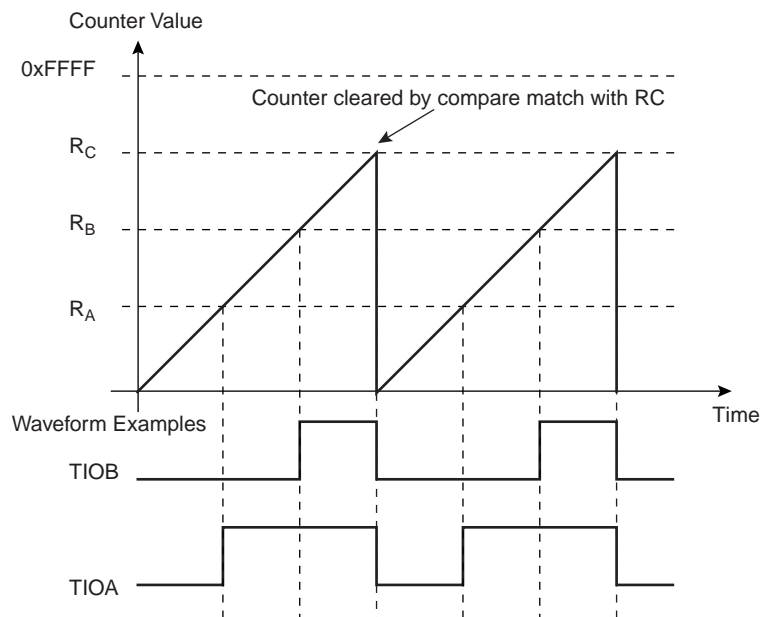 Counter Value
0xFFFF
Counter cleared by compare match with RC
RC
RB
RA
Time
Waveform Examples
TIOB
TIOA